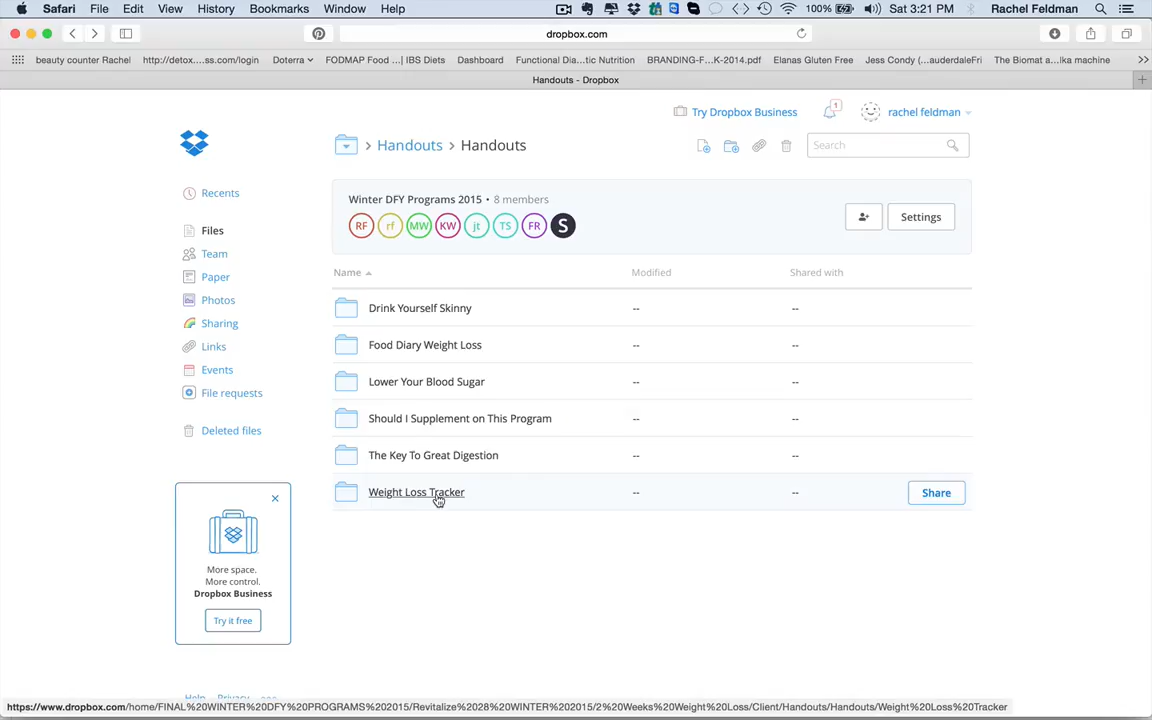 Safari File Edit View History Bookmarks Window Help 100% Sat 3:21 PM Rachel Feldman
dropbox.com
beauty counter Rachel http://detox....ss.com/login Doterra FODMAP Food ...| IBS Diets Dashboard Functional Dia...tic Nutrition BRANDING-F...K-2014.pdf Elanas Gluten Free Jess Condy (...auderdaleFri The Biomat a...lka machine
Handouts - Dropbox
Try Dropbox Business 1 rachel feldman
> Handouts > Handouts
Search
Recents
Files
Team
Paper
Photos
Sharing
Links
Events
File requests
Deleted files
Winter DFY Programs 2015 • 8 members
RF rf MW KW jt TS FR S
Settings
Name Modified Shared with
Drink Yourself Skinny -- --
Food Diary Weight Loss -- --
Lower Your Blood Sugar -- --
Should I Supplement on This Program -- --
The Key To Great Digestion -- --
Weight Loss Tracker -- -- Share
More space.
More control.
Dropbox Business
Try it free
Help Privacy
https://www.dropbox.com/home/FINAL%20WINTER%20DFY%20PROGRAMS%202015/Revitalize%2028%20WINTER%202015/2%20Weeks%20Weight%20Loss/Client/Handouts/Handouts/Weight%20Loss%20Tracker